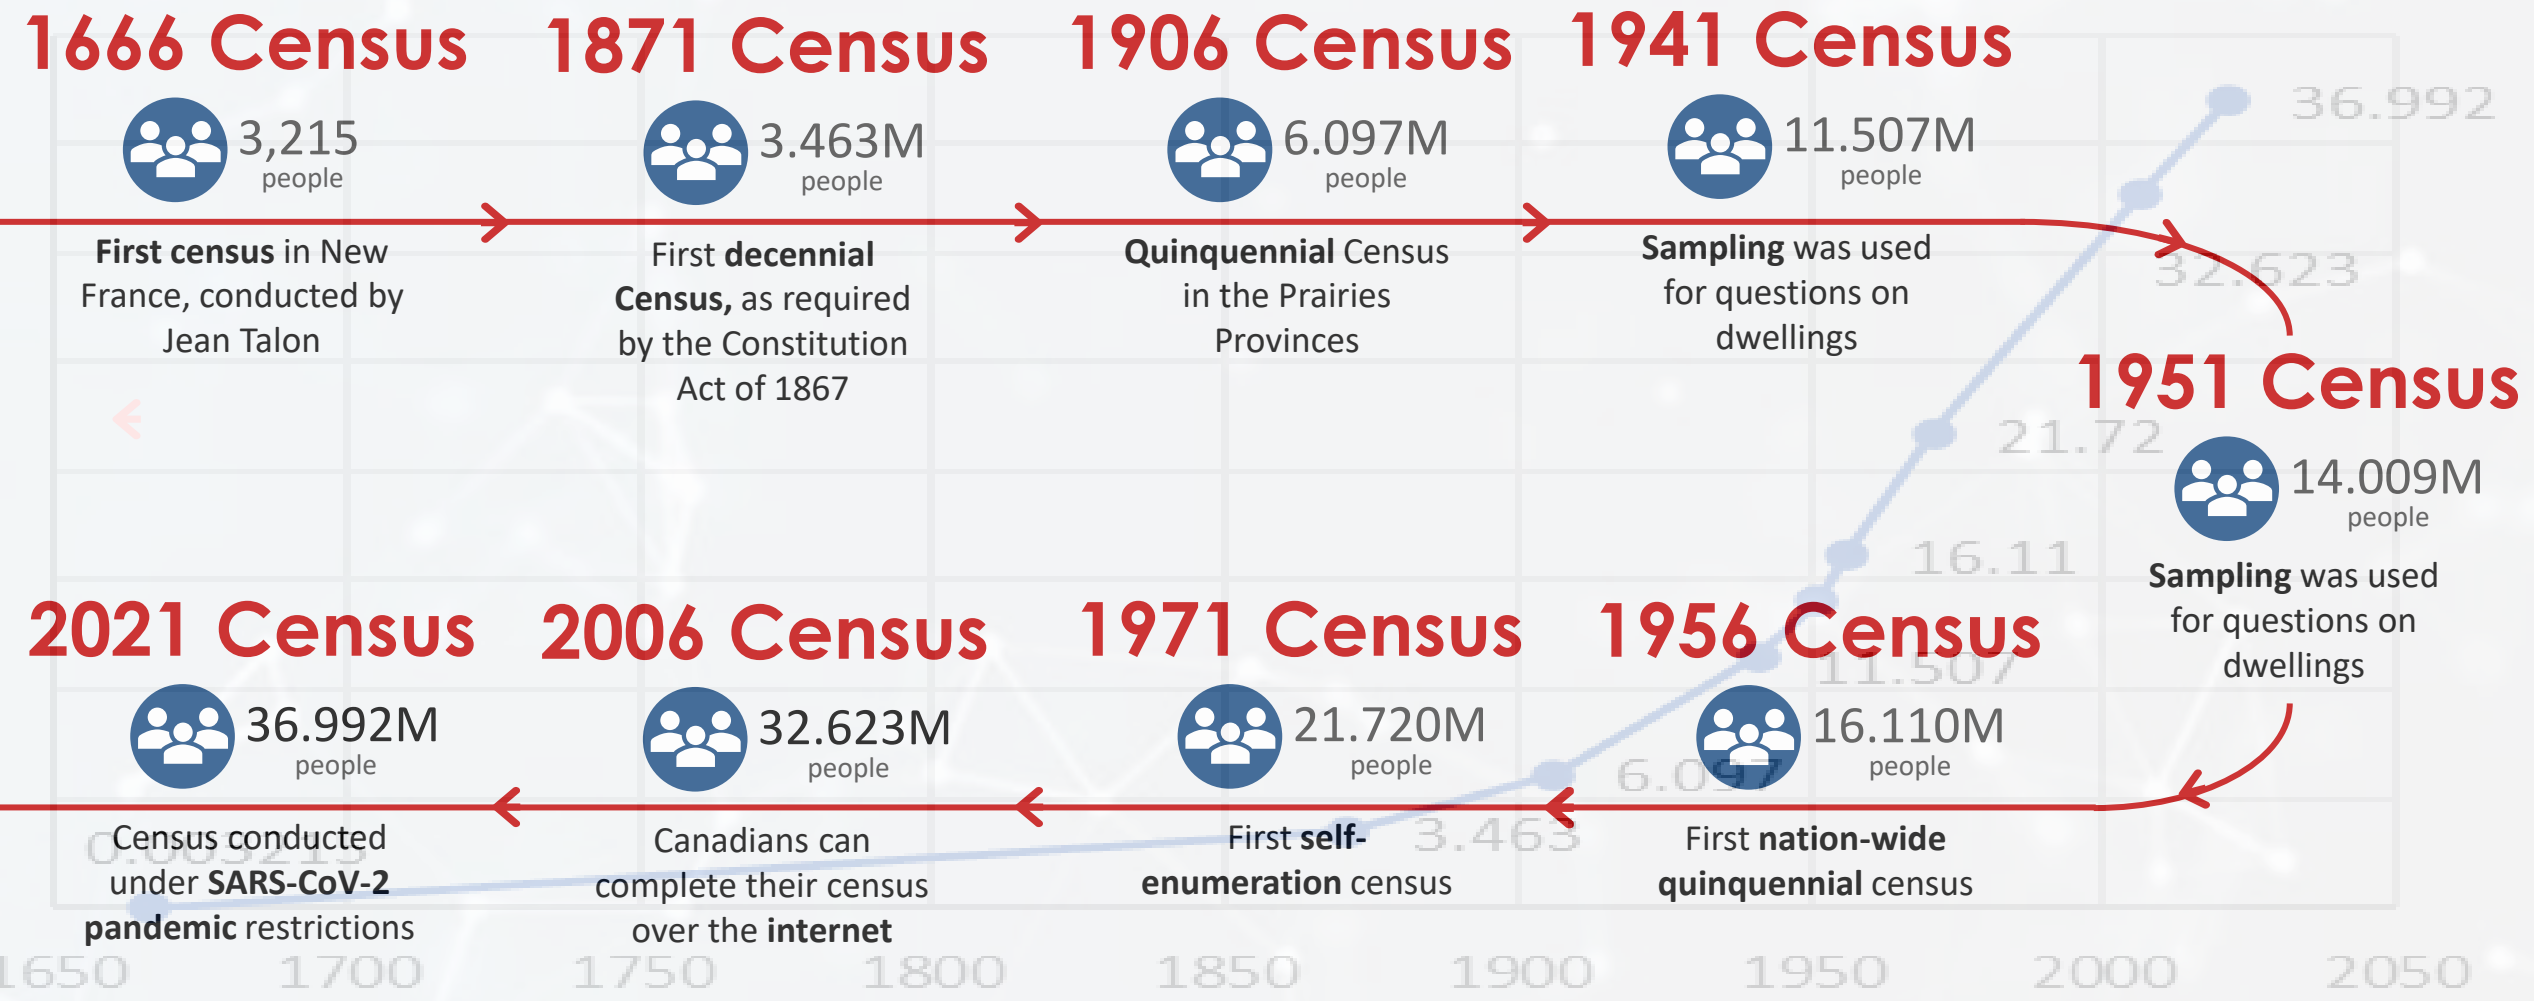 1666 Census
3,215
people
First census in New
France, conducted by
Jean Talon
1871 Census
3.463M
people
First decennial
Census, as required
by the Constitution
Act of 1867
1906 Census
6.097M
people
Quinquennial Census
in the Prairies
Provinces
1941 Census
11.507M
people
Sampling was used
for questions on
dwellings
1951 Census
14.009M
people
Sampling was used
for questions on
dwellings
1956 Census
16.110M
people
First nation-wide
quinquennial census
1971 Census
21.720M
people
First self-
enumeration census
2006 Census
32.623M
people
Canadians can
complete their census
over the internet
2021 Census
36.992M
people
Census conducted
under SARS-CoV-2
pandemic restrictions
36.992
32.623
21.72
16.11
11.507
6.097
3.463
0.003215
1650 1700 1750 1800 1850 1900 1950 2000 2050